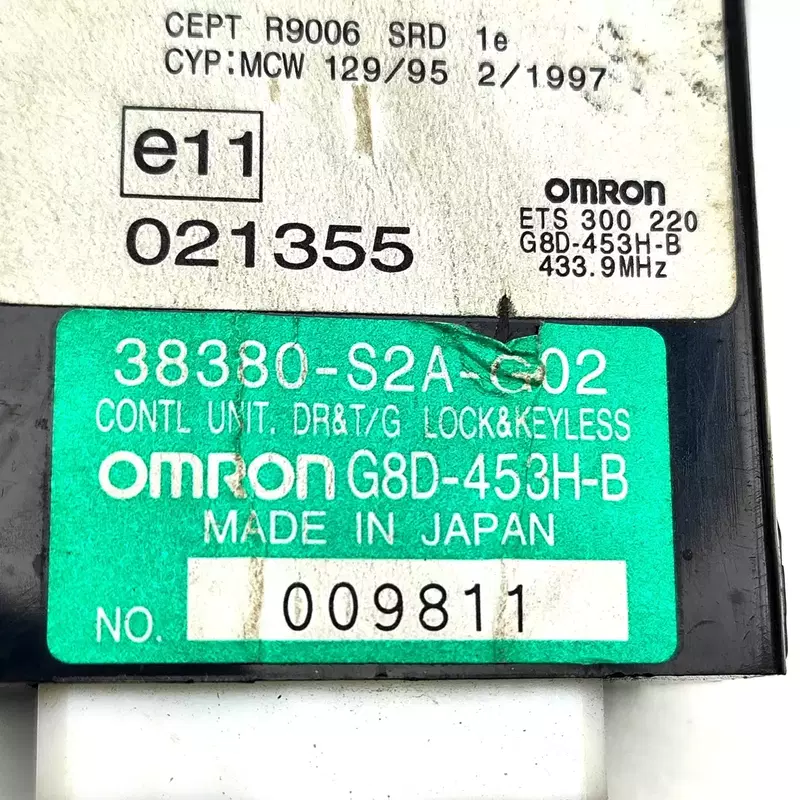 CEPT R9006 SRD 1e
CYP:MCW 129/95 2/1997
e11
021355
OMRON
ETS 300 220
G8D-453H-B
433.9MHz
38380-S2A-G02
CONTL UNIT. DR&T/G LOCK&KEYLESS
OMRON G8D-453H-B
MADE IN JAPAN
NO. 009811